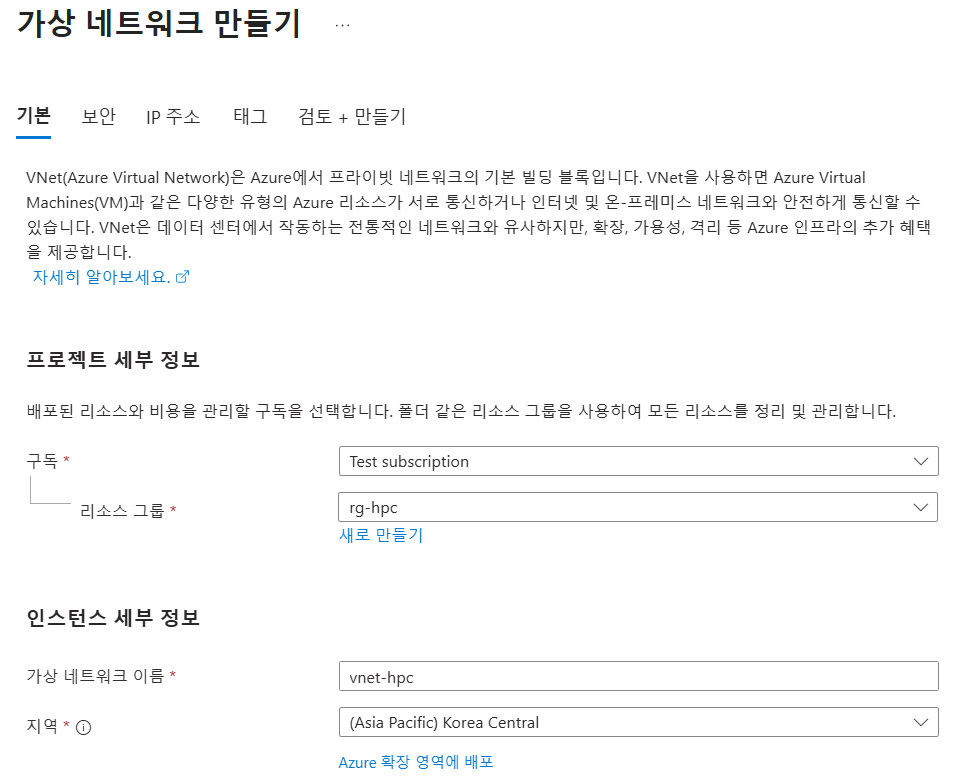 가상 네트워크 만들기 ...
기본 보안 IP 주소 태그 검토 + 만들기
VNet(Azure Virtual Network)은 Azure에서 프라이빗 네트워크의 기본 빌딩 블록입니다. VNet을 사용하면 Azure Virtual
Machines(VM)과 같은 다양한 유형의 Azure 리소스가 서로 통신하거나 인터넷 및 온-프레미스 네트워크와 안전하게 통신할 수
있습니다. VNet은 데이터 센터에서 작동하는 전통적인 네트워크와 유사하지만, 확장, 가용성, 격리 등 Azure 인프라의 추가 혜택
을 제공합니다.
자세히 알아보세요.
프로젝트 세부 정보
배포된 리소스와 비용을 관리할 구독을 선택합니다. 폴더 같은 리소스 그룹을 사용하여 모든 리소스를 정리 및 관리합니다.
구독 * Test subscription
리소스 그룹 * rg-hpc
새로 만들기
인스턴스 세부 정보
가상 네트워크 이름 * vnet-hpc
지역 * (Asia Pacific) Korea Central
Azure 확장 영역에 배포